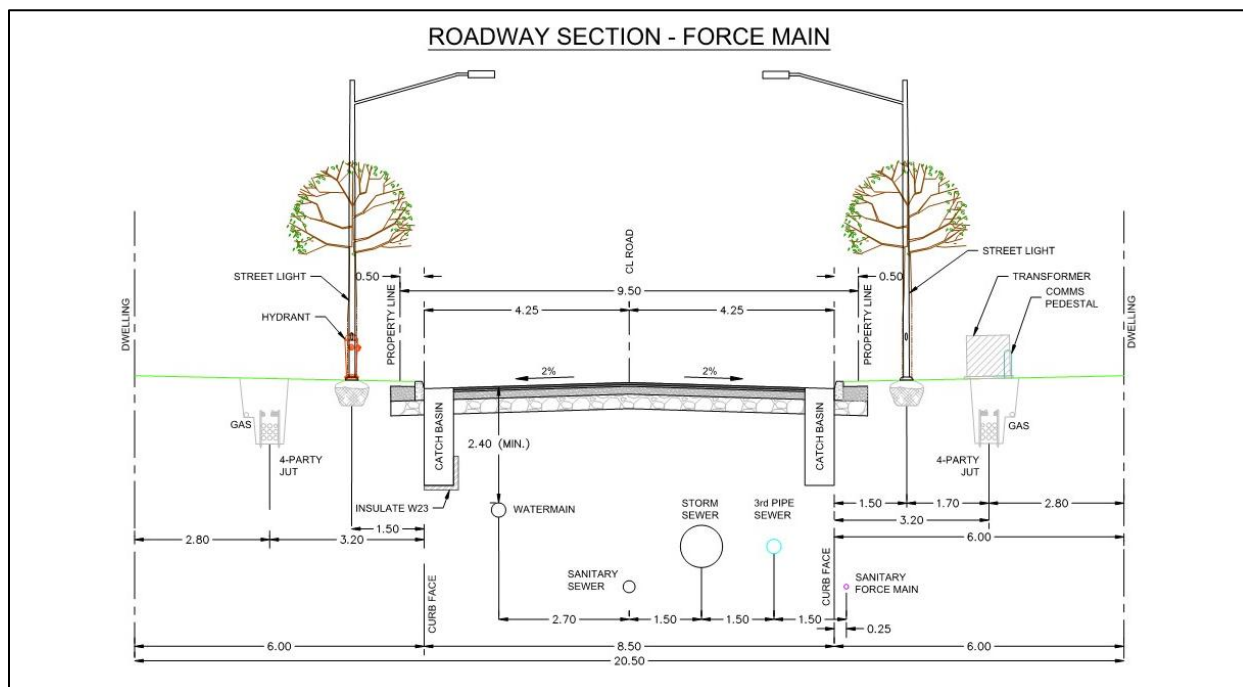 ROADWAY SECTION - FORCE MAIN
CL ROAD
STREET LIGHT
0.50
0.50
STREET LIGHT
TRANSFORMER
COMMS
PEDESTAL
9.50
HYDRANT
PROPERTY LINE
4.25
4.25
PROPERTY LINE
DWELLING
DWELLING
2%
2%
GAS
4-PARTY
JUT
CATCH BASIN
2.40 (MIN.)
CATCH BASIN
GAS
4-PARTY
JUT
INSULATE W23
WATERMAIN
STORM
SEWER
3rd PIPE
SEWER
1.50
1.70
2.80
1.50
3.20
2.80
3.20
6.00
SANITARY
SEWER
SANITARY
FORCE MAIN
CURB FACE
CURB FACE
2.70
1.50
1.50
1.50
0.25
6.00
8.50
6.00
20.50